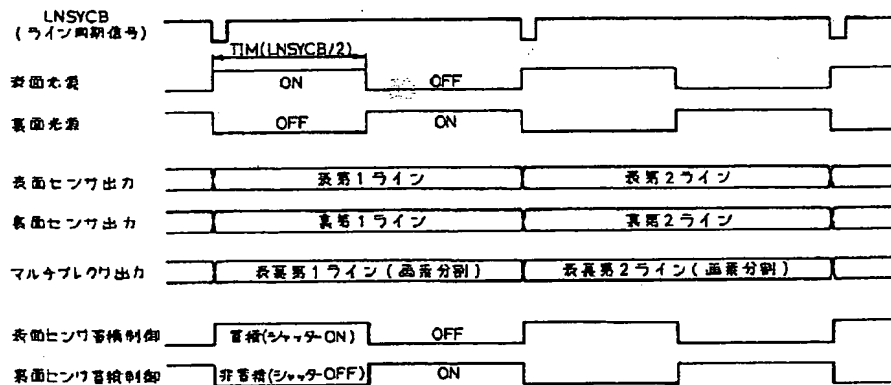 LNSYCB
(ライン同期信号)
TIM(LNSYCB/2)
表面光源 ON OFF
裏面光源 OFF ON
表面センサ出力 表第1ライン 表第2ライン
裏面センサ出力 裏第1ライン 裏第2ライン
マルチプレクサ出力 表裏第1ライン(画素分割) 表裏第2ライン(画素分割)
表面センサ蓄積制御 蓄積(シャッターON) OFF
裏面センサ蓄積制御 非蓄積(シャッターOFF) ON